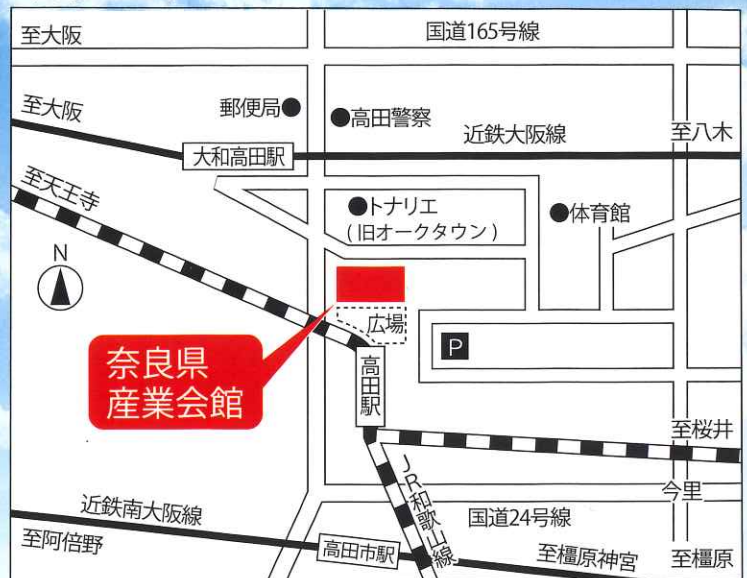 至大阪
国道165号線
至大阪
郵便局●
●高田警察
近鉄大阪線
至八木
大和高田駅
至天王寺
●トナリエ
(旧オークタウン)
●体育館
N
広場
P
奈良県
産業会館
高田駅
至桜井
JR和歌山線
今里
近鉄南大阪線
国道24号線
至阿倍野
高田市駅
至橿原神宮
至橿原